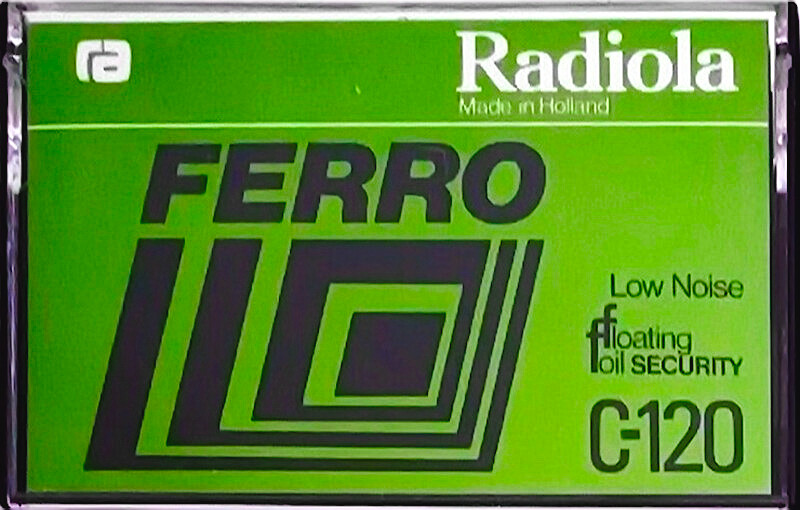 ra
Radiola
Made in Holland
FERRO
Low Noise
floating
foil SECURITY
C-120